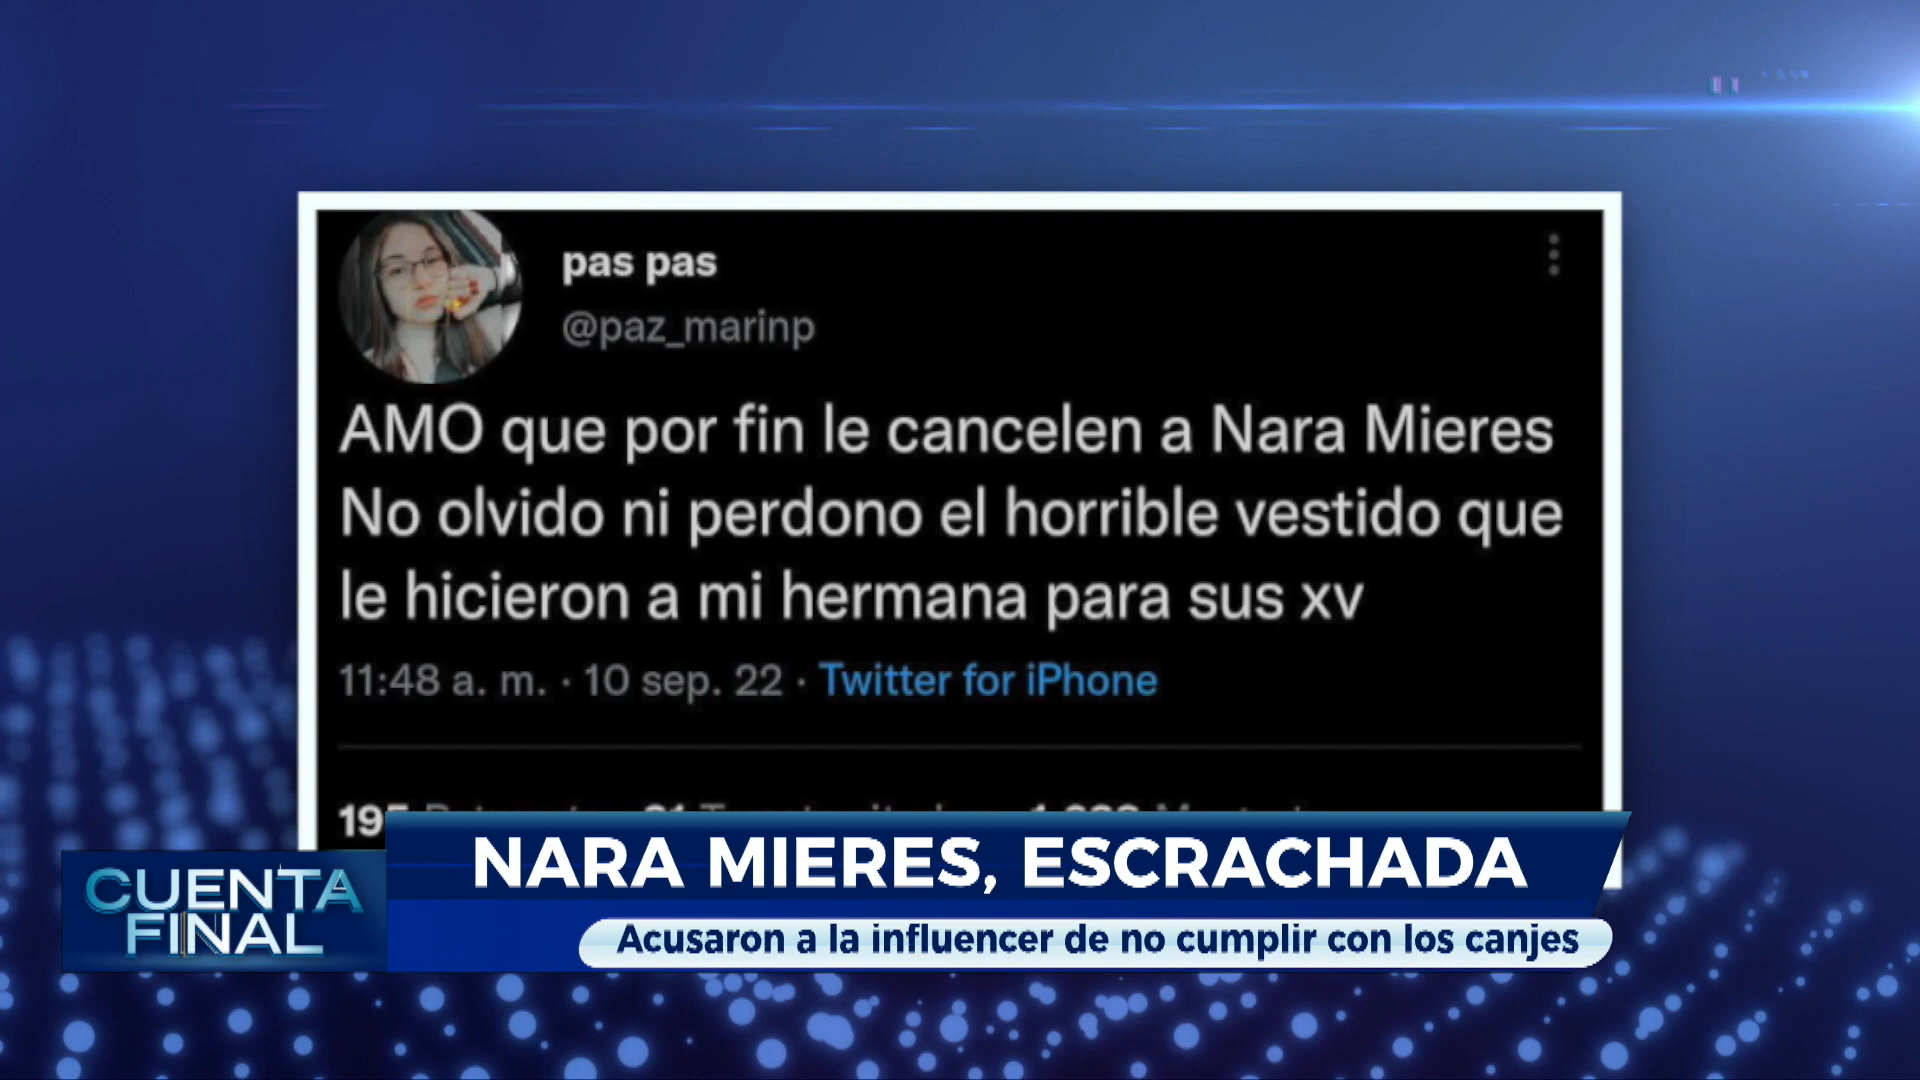 pas pas
@paz_marinp
AMO que por fin le cancelen a Nara Mieres
No olvido ni perdono el horrible vestido que
le hicieron a mi hermana para sus xv
11:48 a. m. · 10 sep. 22 · Twitter for iPhone
NARA MIERES, ESCRACHADA
CUENTA
FINAL
Acusaron a la influencer de no cumplir con los canjes